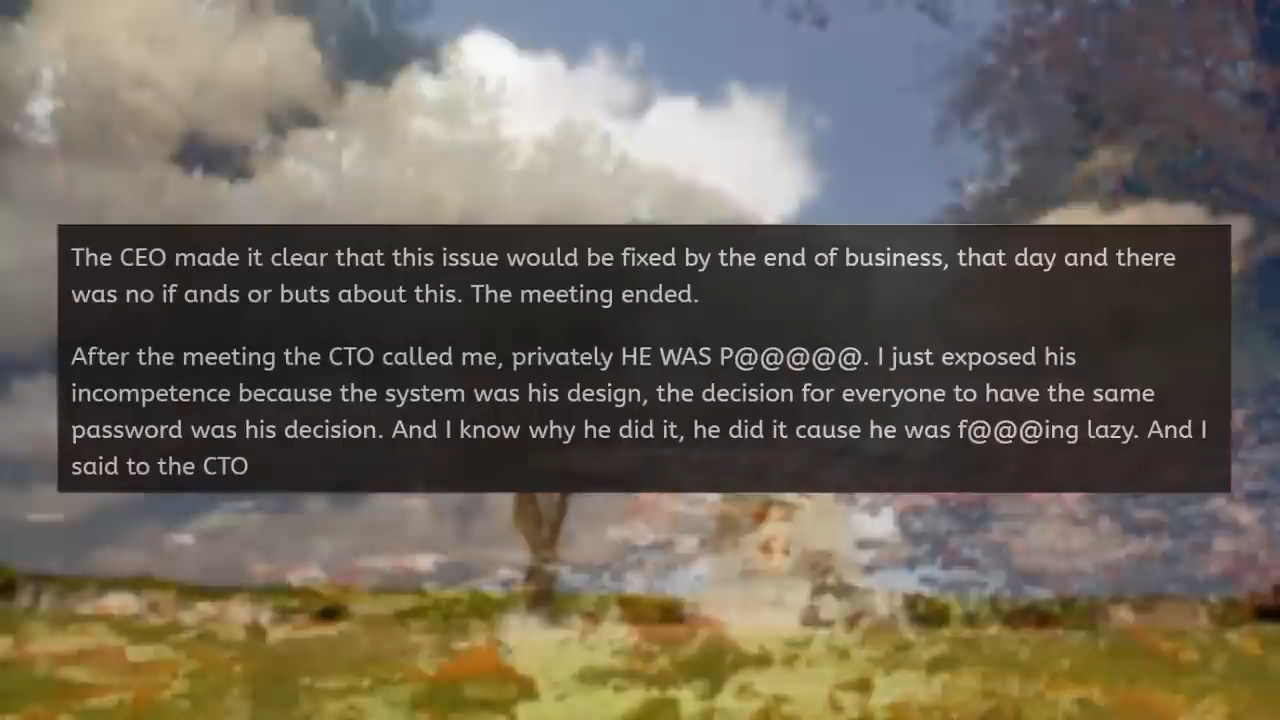 The CEO made it clear that this issue would be fixed by the end of business, that day and there
was no if ands or buts about this. The meeting ended.
After the meeting the CTO called me, privately HE WAS P@@@@@. I just exposed his
incompetence because the system was his design, the decision for everyone to have the same
password was his decision. And I know why he did it, he did it cause he was f@@@ing lazy. And I
said to the CTO